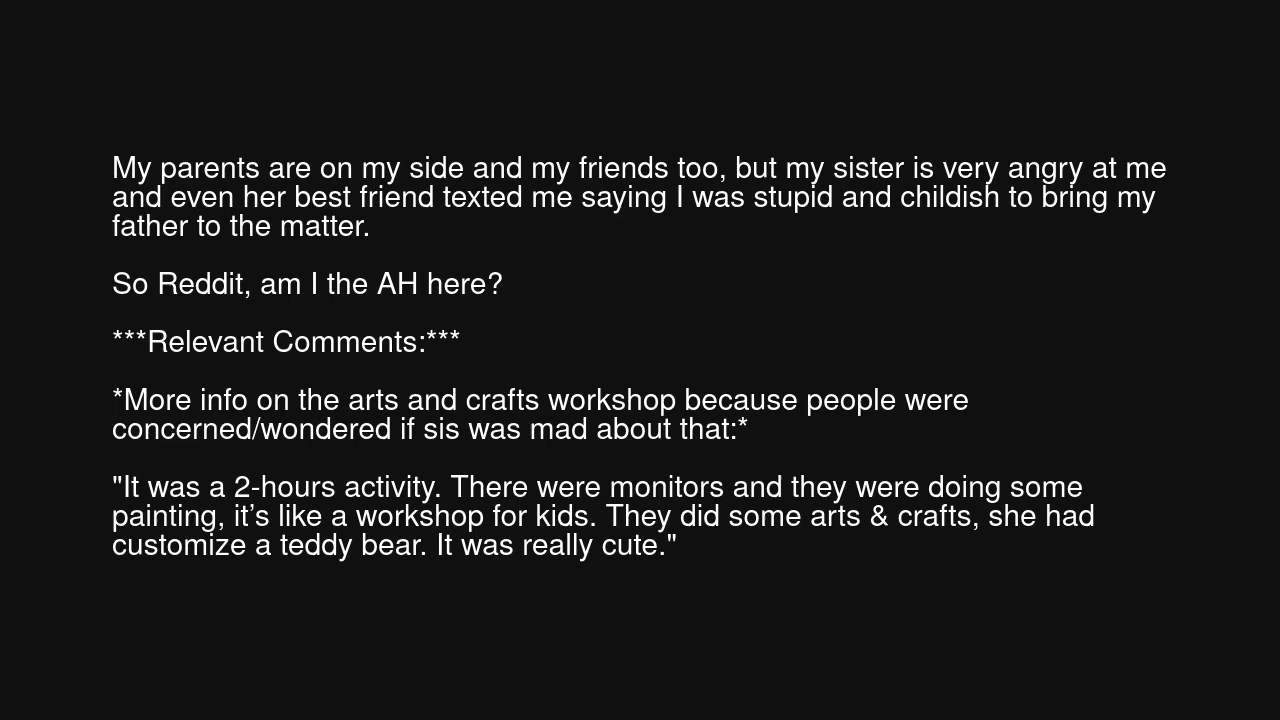 My parents are on my side and my friends too, but my sister is very angry at me
and even her best friend texted me saying I was stupid and childish to bring my
father to the matter.
So Reddit, am I the AH here?
***Relevant Comments:***
*More info on the arts and crafts workshop because people were
concerned/wondered if sis was mad about that:*
"It was a 2-hours activity. There were monitors and they were doing some
painting, it’s like a workshop for kids. They did some arts & crafts, she had
customize a teddy bear. It was really cute."